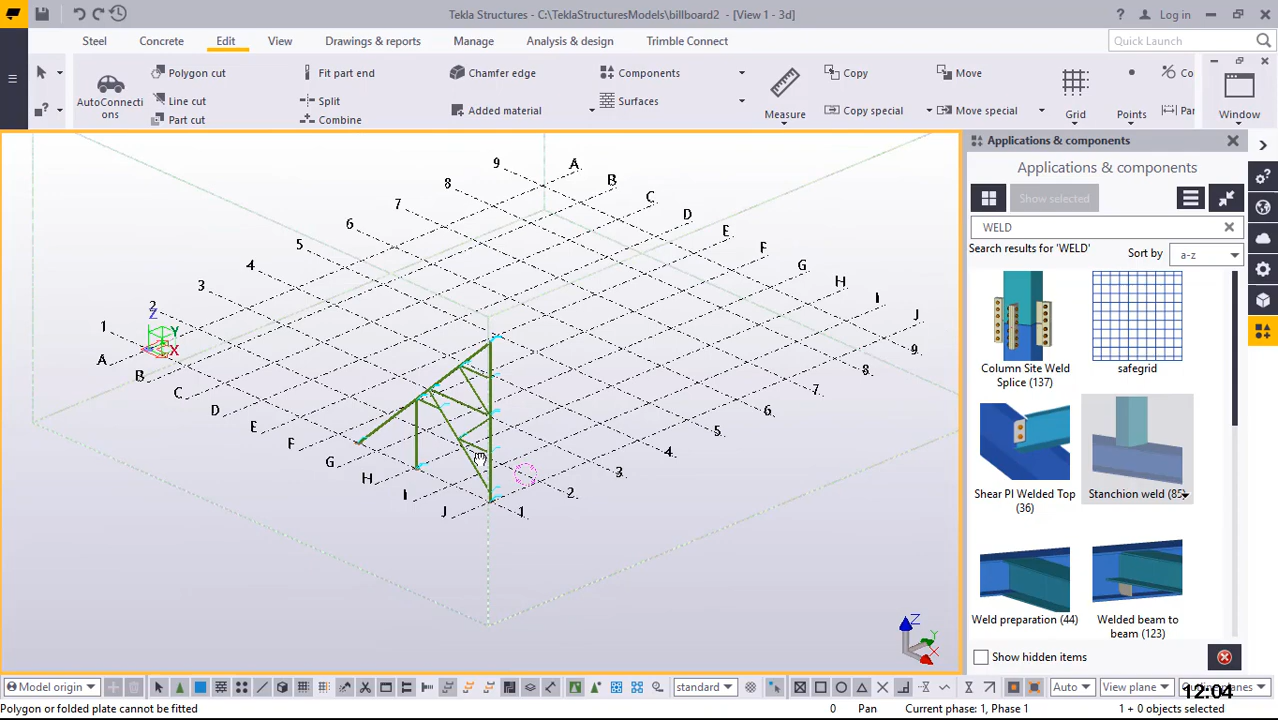 Tekla Structures - C:\TeklaStructuresModels\billboard2 - [View 1 - 3d]
? Log in
Steel Concrete Edit View Drawings & reports Manage Analysis & design Trimble Connect Quick Launch
AutoConnecti
ons
Polygon cut
Line cut
Part cut
Fit part end
Split
Combine
Chamfer edge
Added material
Components
Surfaces
Measure
Copy
Copy special
Move
Move special
Grid
Points
Co
Par
Window
Applications & components
Applications & components
Show selected
WELD
Search results for 'WELD'
Sort by a-z
Column Site Weld
Splice (137)
safegrid
Shear Pl Welded Top
(36)
Stanchion weld (85)
Weld preparation (44)
Welded beam to
beam (123)
Show hidden items
9 8 7 6 5 4 3 2 1
A B C D E F G H I J
A B C D E F G H I J
1 2 3 4 5 6 7 8 9
Z Y X
Z Y X
Model origin standard Auto View plane Outline planes
12:04
Polygon or folded plate cannot be fitted 0 Pan Current phase: 1, Phase 1 1 + 0 objects selected